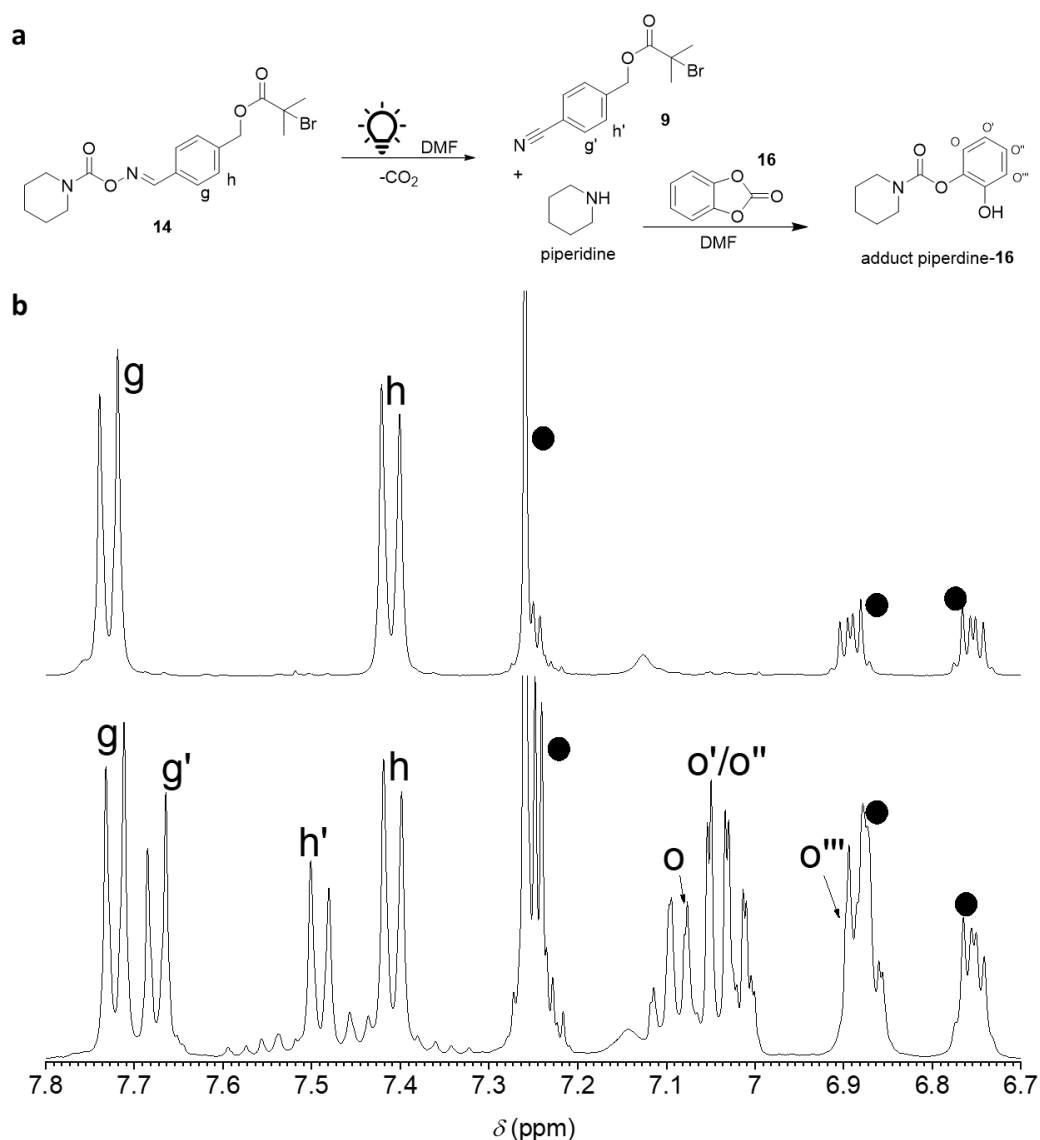 a
O
O
Br
N
O
O
N
g
h
14
DMF
-CO2
O
O
Br
N
h'
g'
9
+
NH
piperidine
16
O
O
O
DMF
O
N
O
OH
O
O'
O''
O'''
adduct piperdine-16
b
g
h
g
g'
h'
h
o
o'/o''
o'''
7.8 7.7 7.6 7.5 7.4 7.3 7.2 7.1 7 6.9 6.8 6.7
δ (ppm)